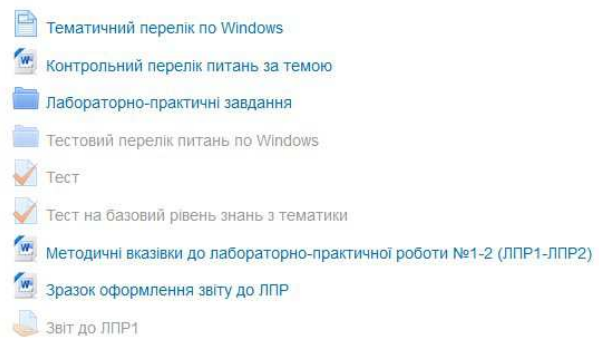 Тематичний перелік по Windows
Контрольний перелік питань за темою
Лабораторно-практичні завдання
Тестовий перелік питань по Windows
Тест
Тест на базовий рівень знань з тематики
Методичні вказівки до лабораторно-практичної роботи №1-2 (ЛПР1-ЛПР2)
Зразок оформлення звіту до ЛПР
Звіт до ЛПР1